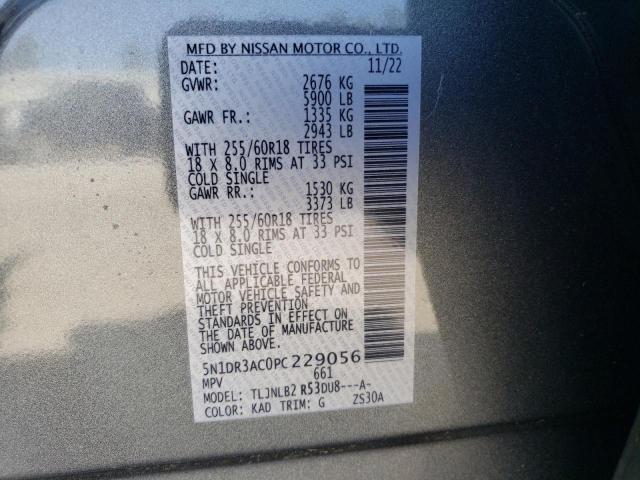 MFD BY NISSAN MOTOR CO., LTD.
DATE: 11/22
GVWR: 2676 KG
5900 LB
GAWR FR.: 1335 KG
2943 LB
WITH 255/60R18 TIRES
18 X 8.0 RIMS AT 33 PSI
COLD SINGLE
GAWR RR.: 1530 KG
3373 LB
WITH 255/60R18 TIRES
18 X 8.0 RIMS AT 33 PSI
COLD SINGLE
THIS VEHICLE CONFORMS TO
ALL APPLICABLE FEDERAL
MOTOR VEHICLE SAFETY AND
THEFT PREVENTION
STANDARDS IN EFFECT ON
THE DATE OF MANUFACTURE
SHOWN ABOVE.
5N1DR3AC0PC229056
MPV 661
MODEL: TLJNLB2 R53DU8---A-
COLOR: KAD TRIM: G ZS30A